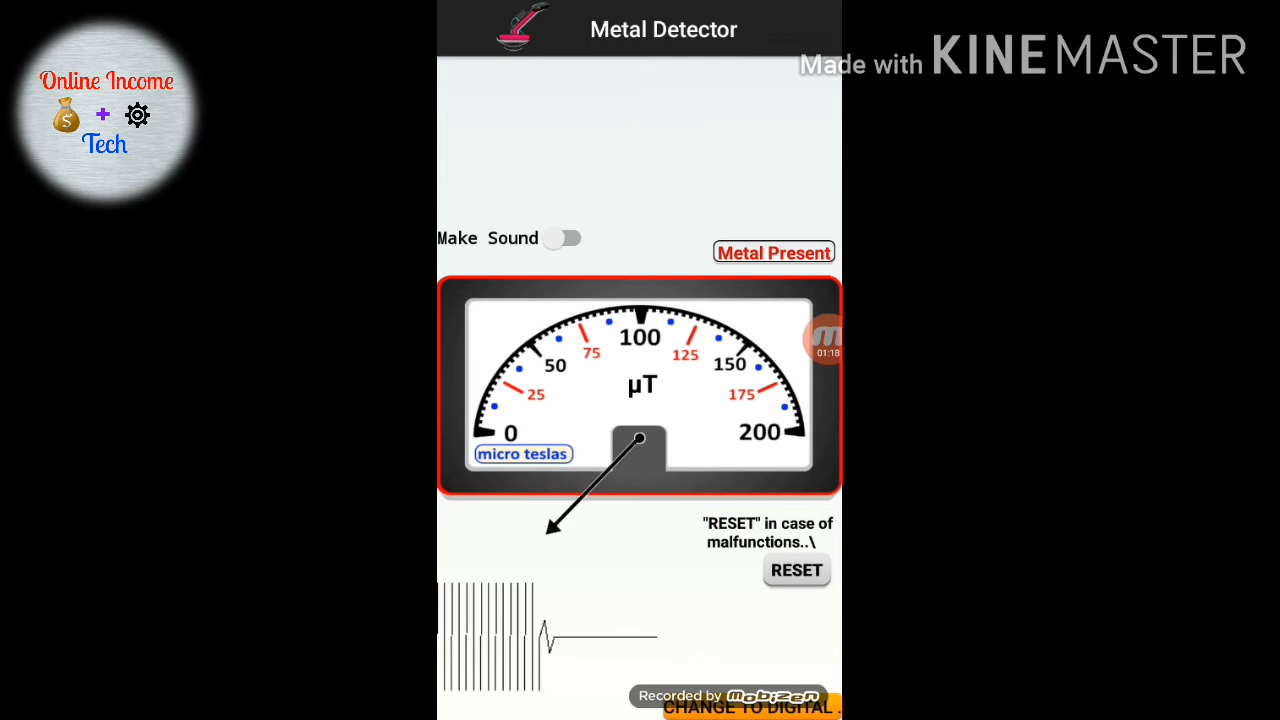 Metal Detector
Made with KINEMASTER
Online Income
$
+
Tech
Make Sound
Metal Present
100
75
125
50
150
µT
25
175
0
200
micro teslas
01:18
"RESET" in case of
malfunctions..\
RESET
Recorded by mobizen
CHANGE TO DIGITAL .